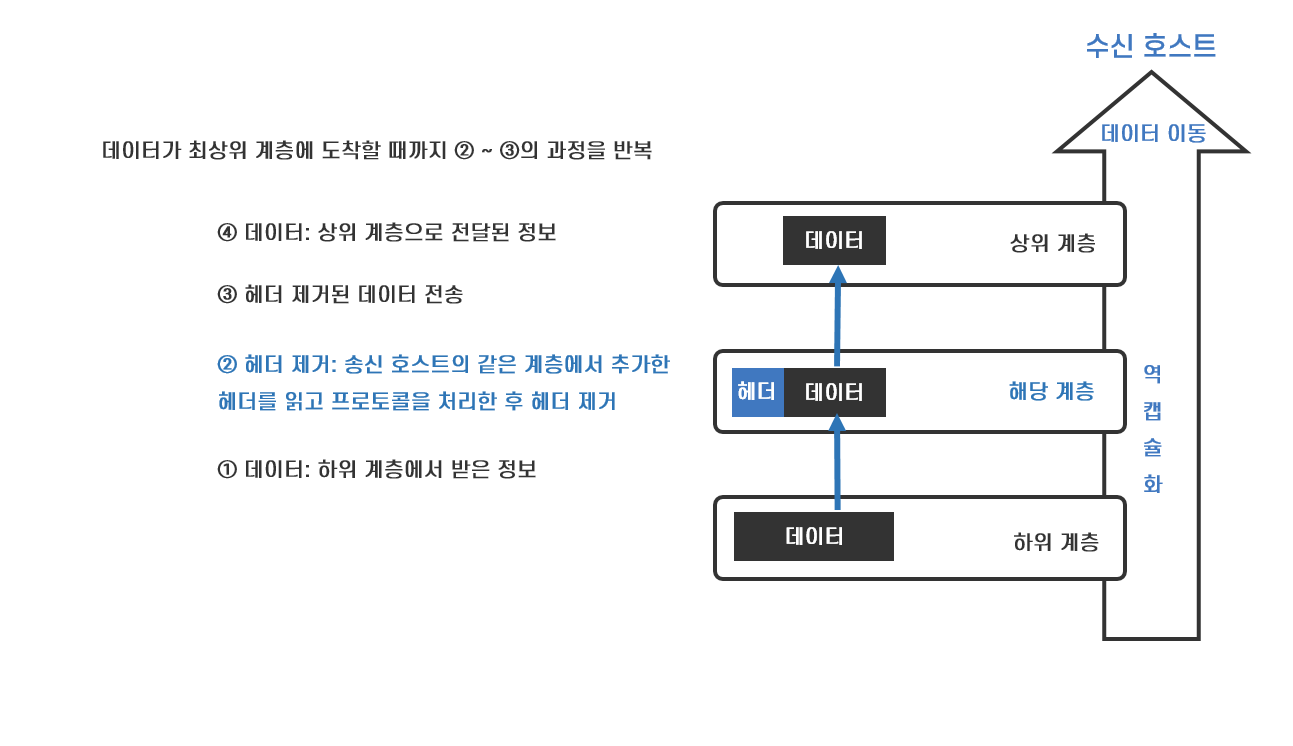 수신 호스트
데이터 이동
데이터가 최상위 계층에 도착할 때까지 ② ~ ③의 과정을 반복
④ 데이터: 상위 계층으로 전달된 정보
데이터
상위 계층
③ 헤더 제거된 데이터 전송
② 헤더 제거: 송신 호스트의 같은 계층에서 추가한
헤더를 읽고 프로토콜을 처리한 후 헤더 제거
헤더
데이터
해당 계층
역
캡
슐
화
① 데이터: 하위 계층에서 받은 정보
데이터
하위 계층